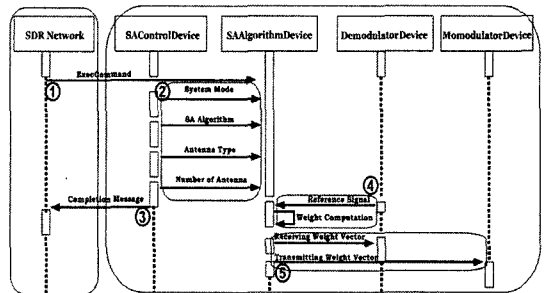 SDR Network
SAControlDevice
SAAlgorithmDevice
DemodulatorDevice
MomodulatorDevice
ExecCommand
1
2
System Mode
SA Algorithm
Antenna Type
Number of Antenna
Completion Message
3
4
Reference Signal
Weight Computation
Receiving Weight Vector
Transmitting Weight Vector
5